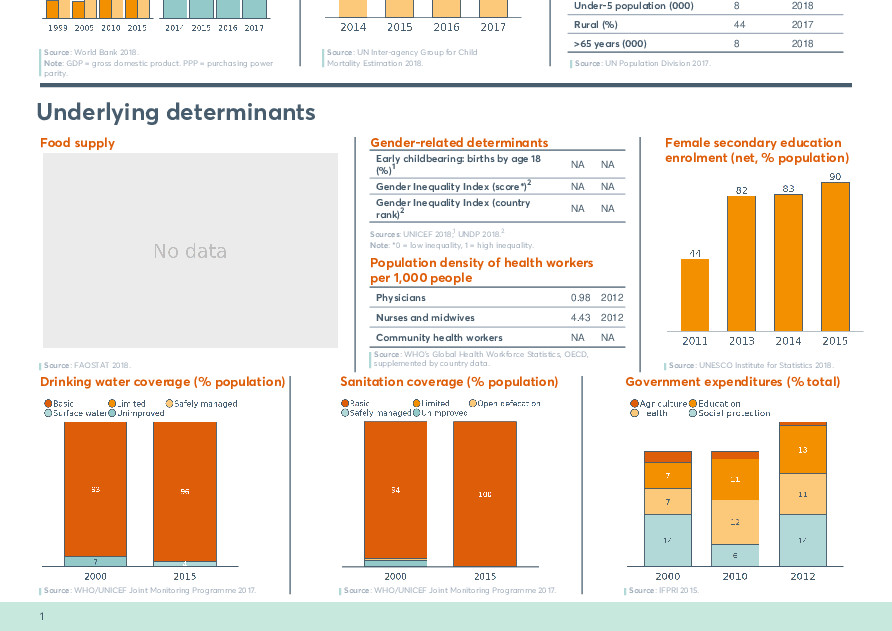 1999 2005 2010 2015
2014 2015 2016 2017
Source: World Bank 2018.
Note: GDP = gross domestic product. PPP = purchasing power
parity.
2014 2015 2016 2017
Source: UN Inter-agency Group for Child
Mortality Estimation 2018.
Under-5 population (000) 8 2018
Rural (%) 44 2017
>65 years (000) 8 2018
Source: UN Population Division 2017.
Underlying determinants
Food supply
No data
Source: FAOSTAT 2018.
Gender-related determinants
Early childbearing: births by age 18
(%)1 NA NA
Gender Inequality Index (score*)2 NA NA
Gender Inequality Index (country
rank)2 NA NA
Sources: UNICEF 2018,1 UNDP 2018.2
Note: *0 = low inequality, 1 = high inequality.
Population density of health workers
per 1,000 people
Physicians 0.98 2012
Nurses and midwives 4.43 2012
Community health workers NA NA
Source: WHO's Global Health Workforce Statistics, OECD,
supplemented by country data.
Female secondary education
enrolment (net, % population)
44 82 83 90
2011 2013 2014 2015
Source: UNESCO Institute for Statistics 2018.
Drinking water coverage (% population)
Basic Limited Safely managed
Surface water Unimproved
93 96
7
2000 2015
Source: WHO/UNICEF Joint Monitoring Programme 2017.
Sanitation coverage (% population)
Basic Limited Open defecation
Safely managed Unimproved
94 100
2000 2015
Source: WHO/UNICEF Joint Monitoring Programme 2017.
Government expenditures (% total)
Agriculture Education
Health Social protection
13
7 11
7 12 11
14 6 14
2000 2010 2012
Source: IFPRI 2015.
1